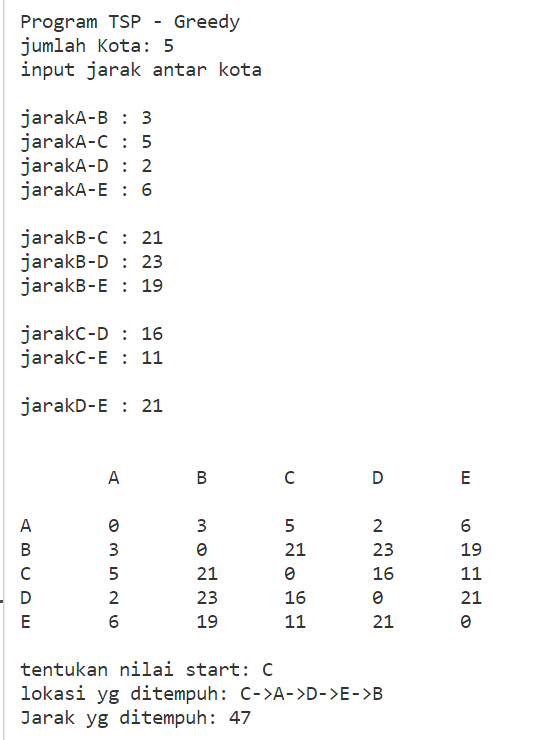 Program TSP - Greedy
jumlah Kota: 5
input jarak antar kota
jarakA-B : 3
jarakA-C : 5
jarakA-D : 2
jarakA-E : 6
jarakB-C : 21
jarakB-D : 23
jarakB-E : 19
jarakC-D : 16
jarakC-E : 11
jarakD-E : 21
A B C D E
A 0 3 5 2 6
B 3 0 21 23 19
C 5 21 0 16 11
D 2 23 16 0 21
E 6 19 11 21 0
tentukan nilai start: C
lokasi yg ditempuh: C->A->D->E->B
Jarak yg ditempuh: 47